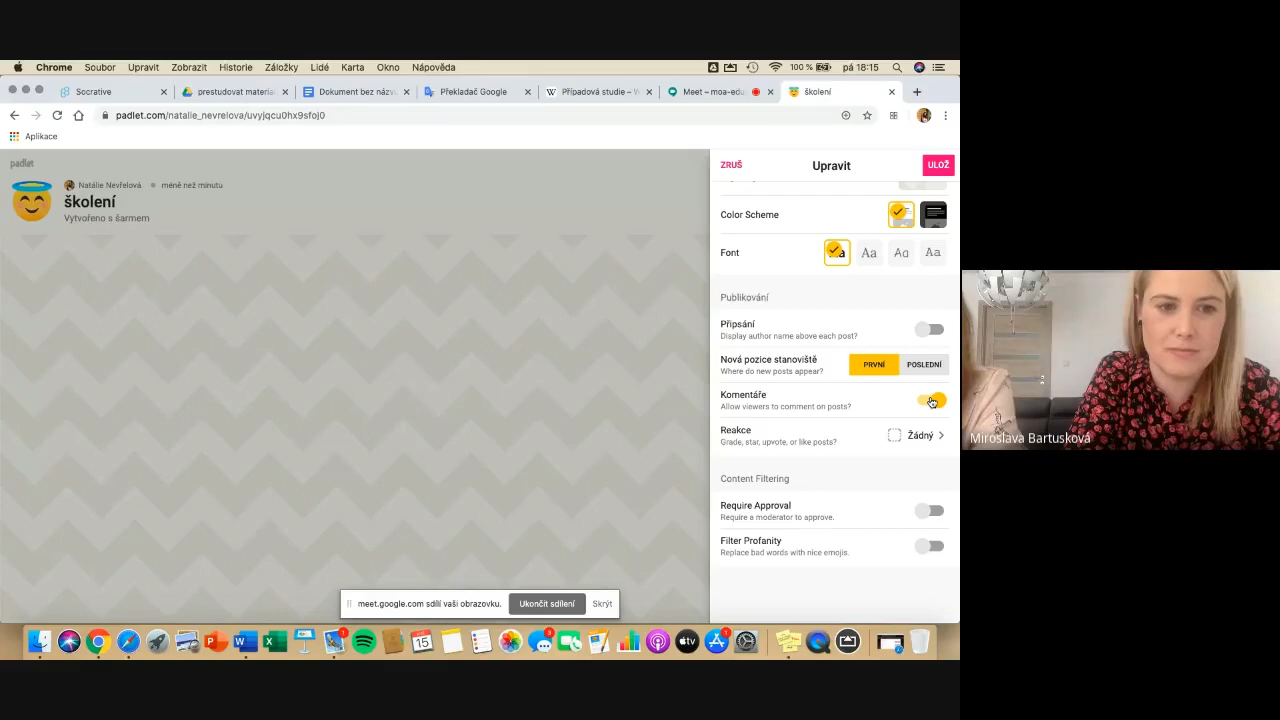 Chrome Soubor Upravit Zobrazit Historie Záložky Lidé Karta Okno Nápověda 100 % pá 18:15
Socrative prestudovat materia Dokument bez názv Překladač Google Případová studie – W Meet – moa-edu školení
padlet.com/natalie_nevrelova/uvyjqcu0hx9sfoj0
Aplikace
padlet
Natálie Nevřelová méně než minutu
školení
Vytvořeno s šarmem
ZRUŠ Upravit ULOŽ
Color Scheme
Font Aa Aa Aa
Publikování
Připsání
Display author name above each post?
Nová pozice stanoviště
Where do new posts appear?
PRVNÍ POSLEDNÍ
Komentáře
Allow viewers to comment on posts?
Reakce
Grade, star, upvote, or like posts?
Žádný
Content Filtering
Require Approval
Require a moderator to approve.
Filter Profanity
Replace bad words with nice emojis.
meet.google.com sdílí vaši obrazovku. Ukončit sdílení Skrýt
Miroslava Bartusková